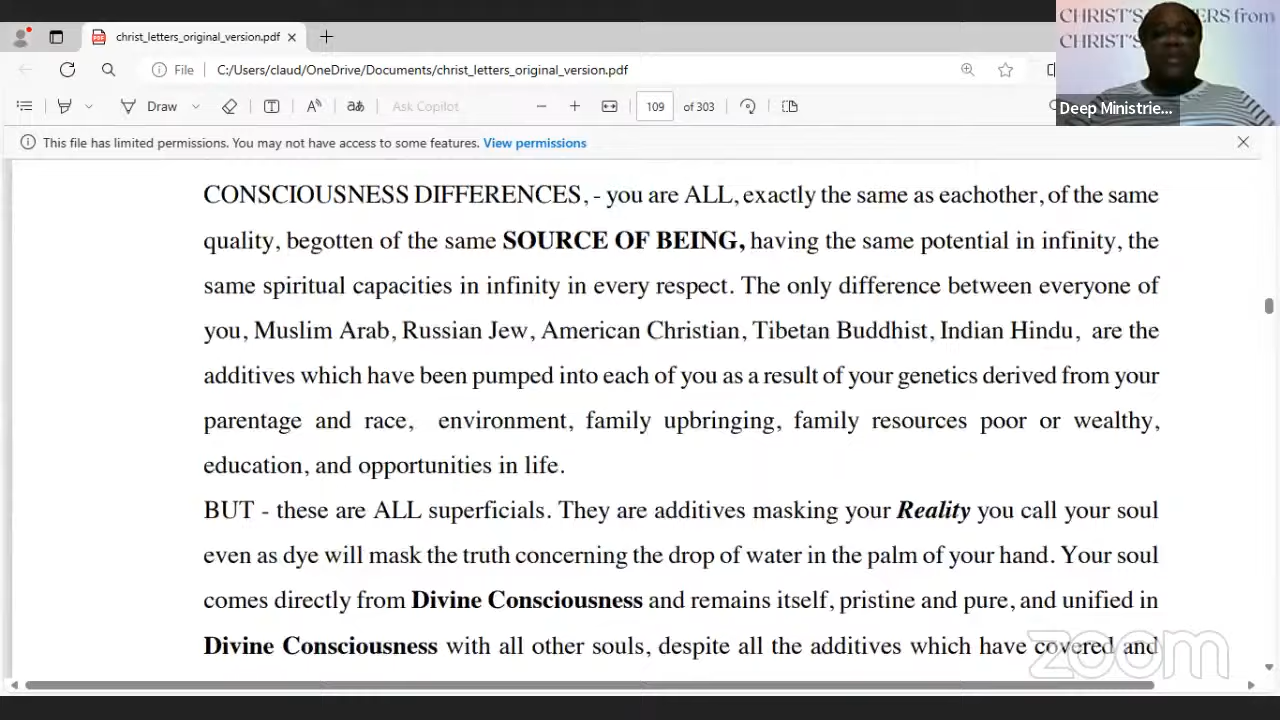 christ_letters_original_version.pdf
File
C:/Users/claud/OneDrive/Documents/christ_letters_original_version.pdf
CHRIST'S
ERS from
CHRIST'S
Deep Ministrie...
Draw
Ask Copilot
109 of 303
This file has limited permissions. You may not have access to some features. View permissions
CONSCIOUSNESS DIFFERENCES, - you are ALL, exactly the same as eachother, of the same
quality, begotten of the same SOURCE OF BEING, having the same potential in infinity, the
same spiritual capacities in infinity in every respect. The only difference between everyone of
you, Muslim Arab, Russian Jew, American Christian, Tibetan Buddhist, Indian Hindu, are the
additives which have been pumped into each of you as a result of your genetics derived from your
parentage and race, environment, family upbringing, family resources poor or wealthy,
education, and opportunities in life.
BUT - these are ALL superficials. They are additives masking your Reality you call your soul
even as dye will mask the truth concerning the drop of water in the palm of your hand. Your soul
comes directly from Divine Consciousness and remains itself, pristine and pure, and unified in
Divine Consciousness with all other souls, despite all the additives which have covered and
zoom